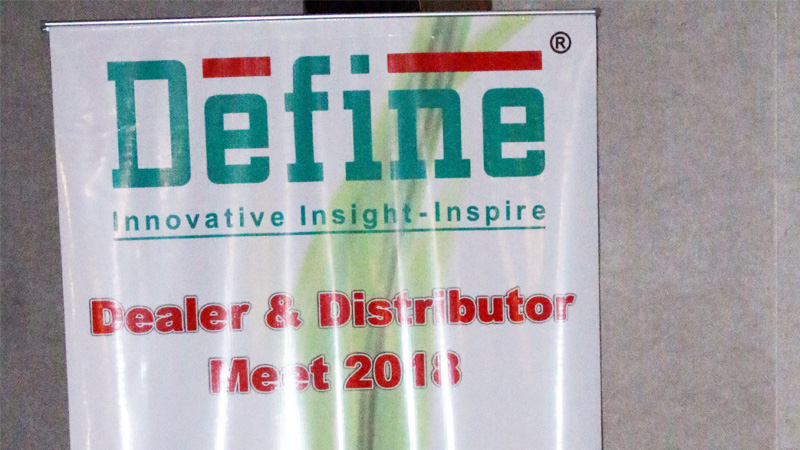 Define®
Innovative Insight-Inspire
Dealer & Distributor
Meet 2018